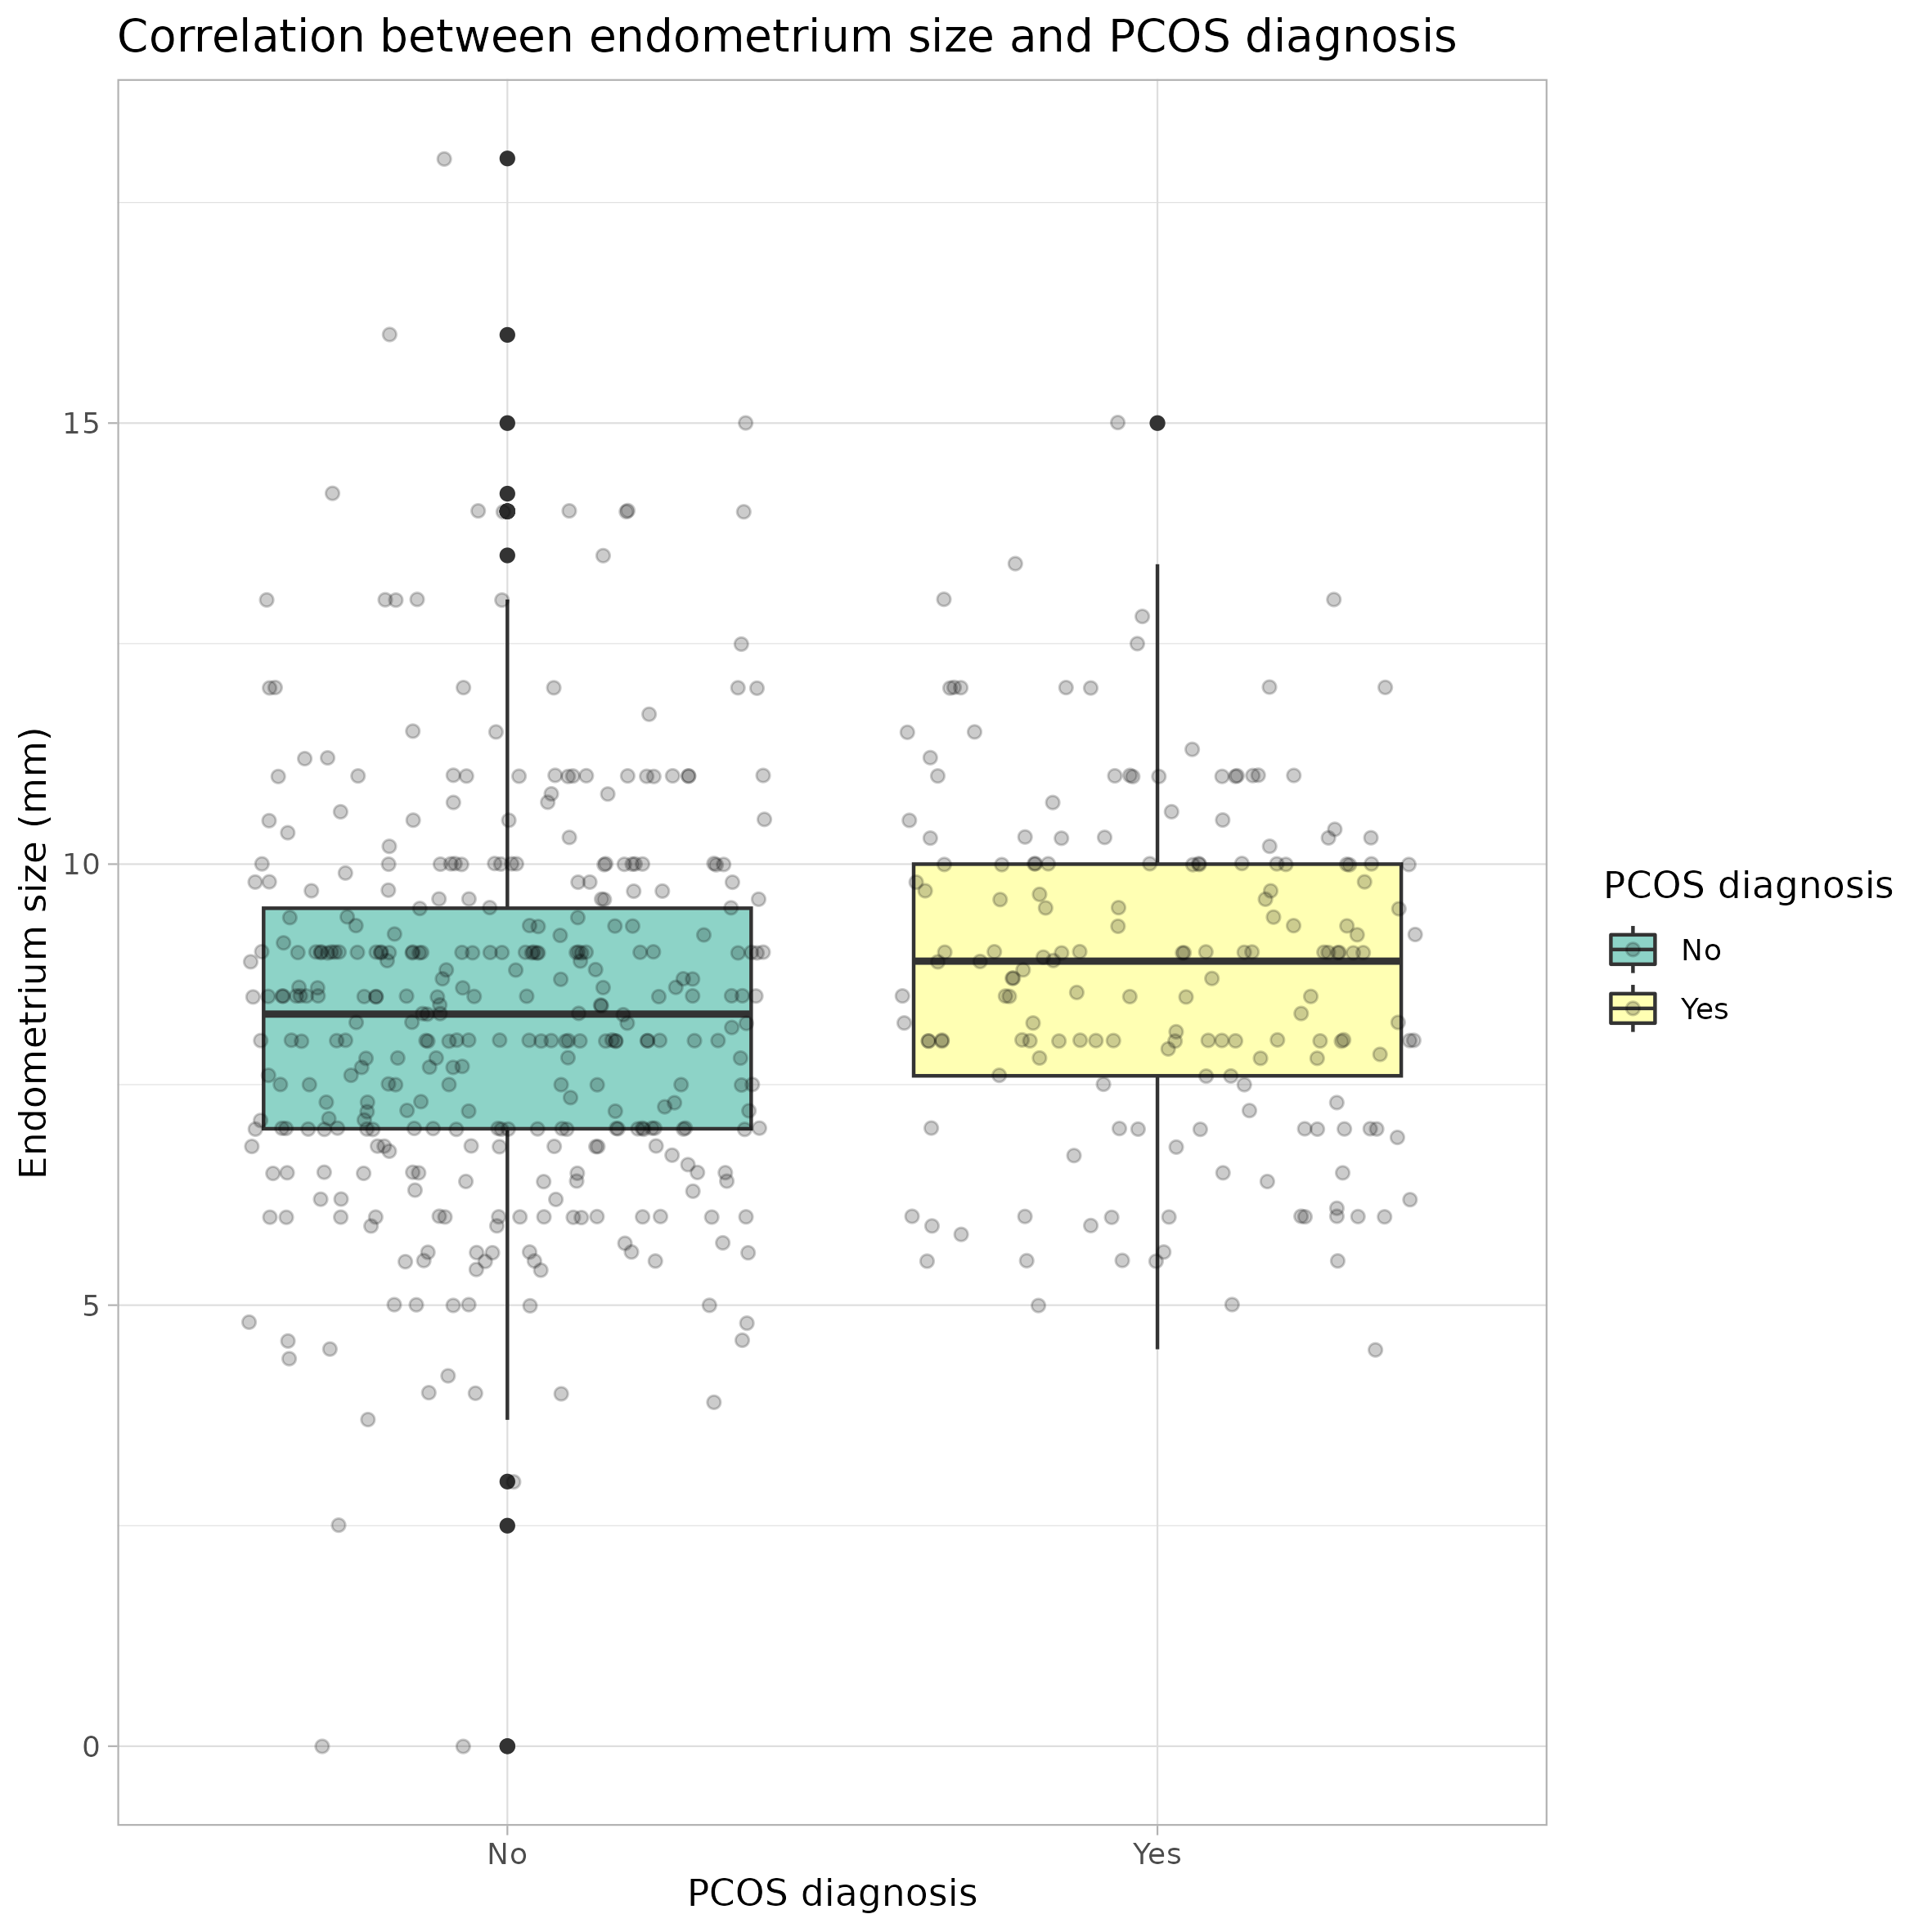 Correlation between endometrium size and PCOS diagnosis
Endometrium size (mm)
15
10
5
0
No
Yes
PCOS diagnosis
PCOS diagnosis
No
Yes